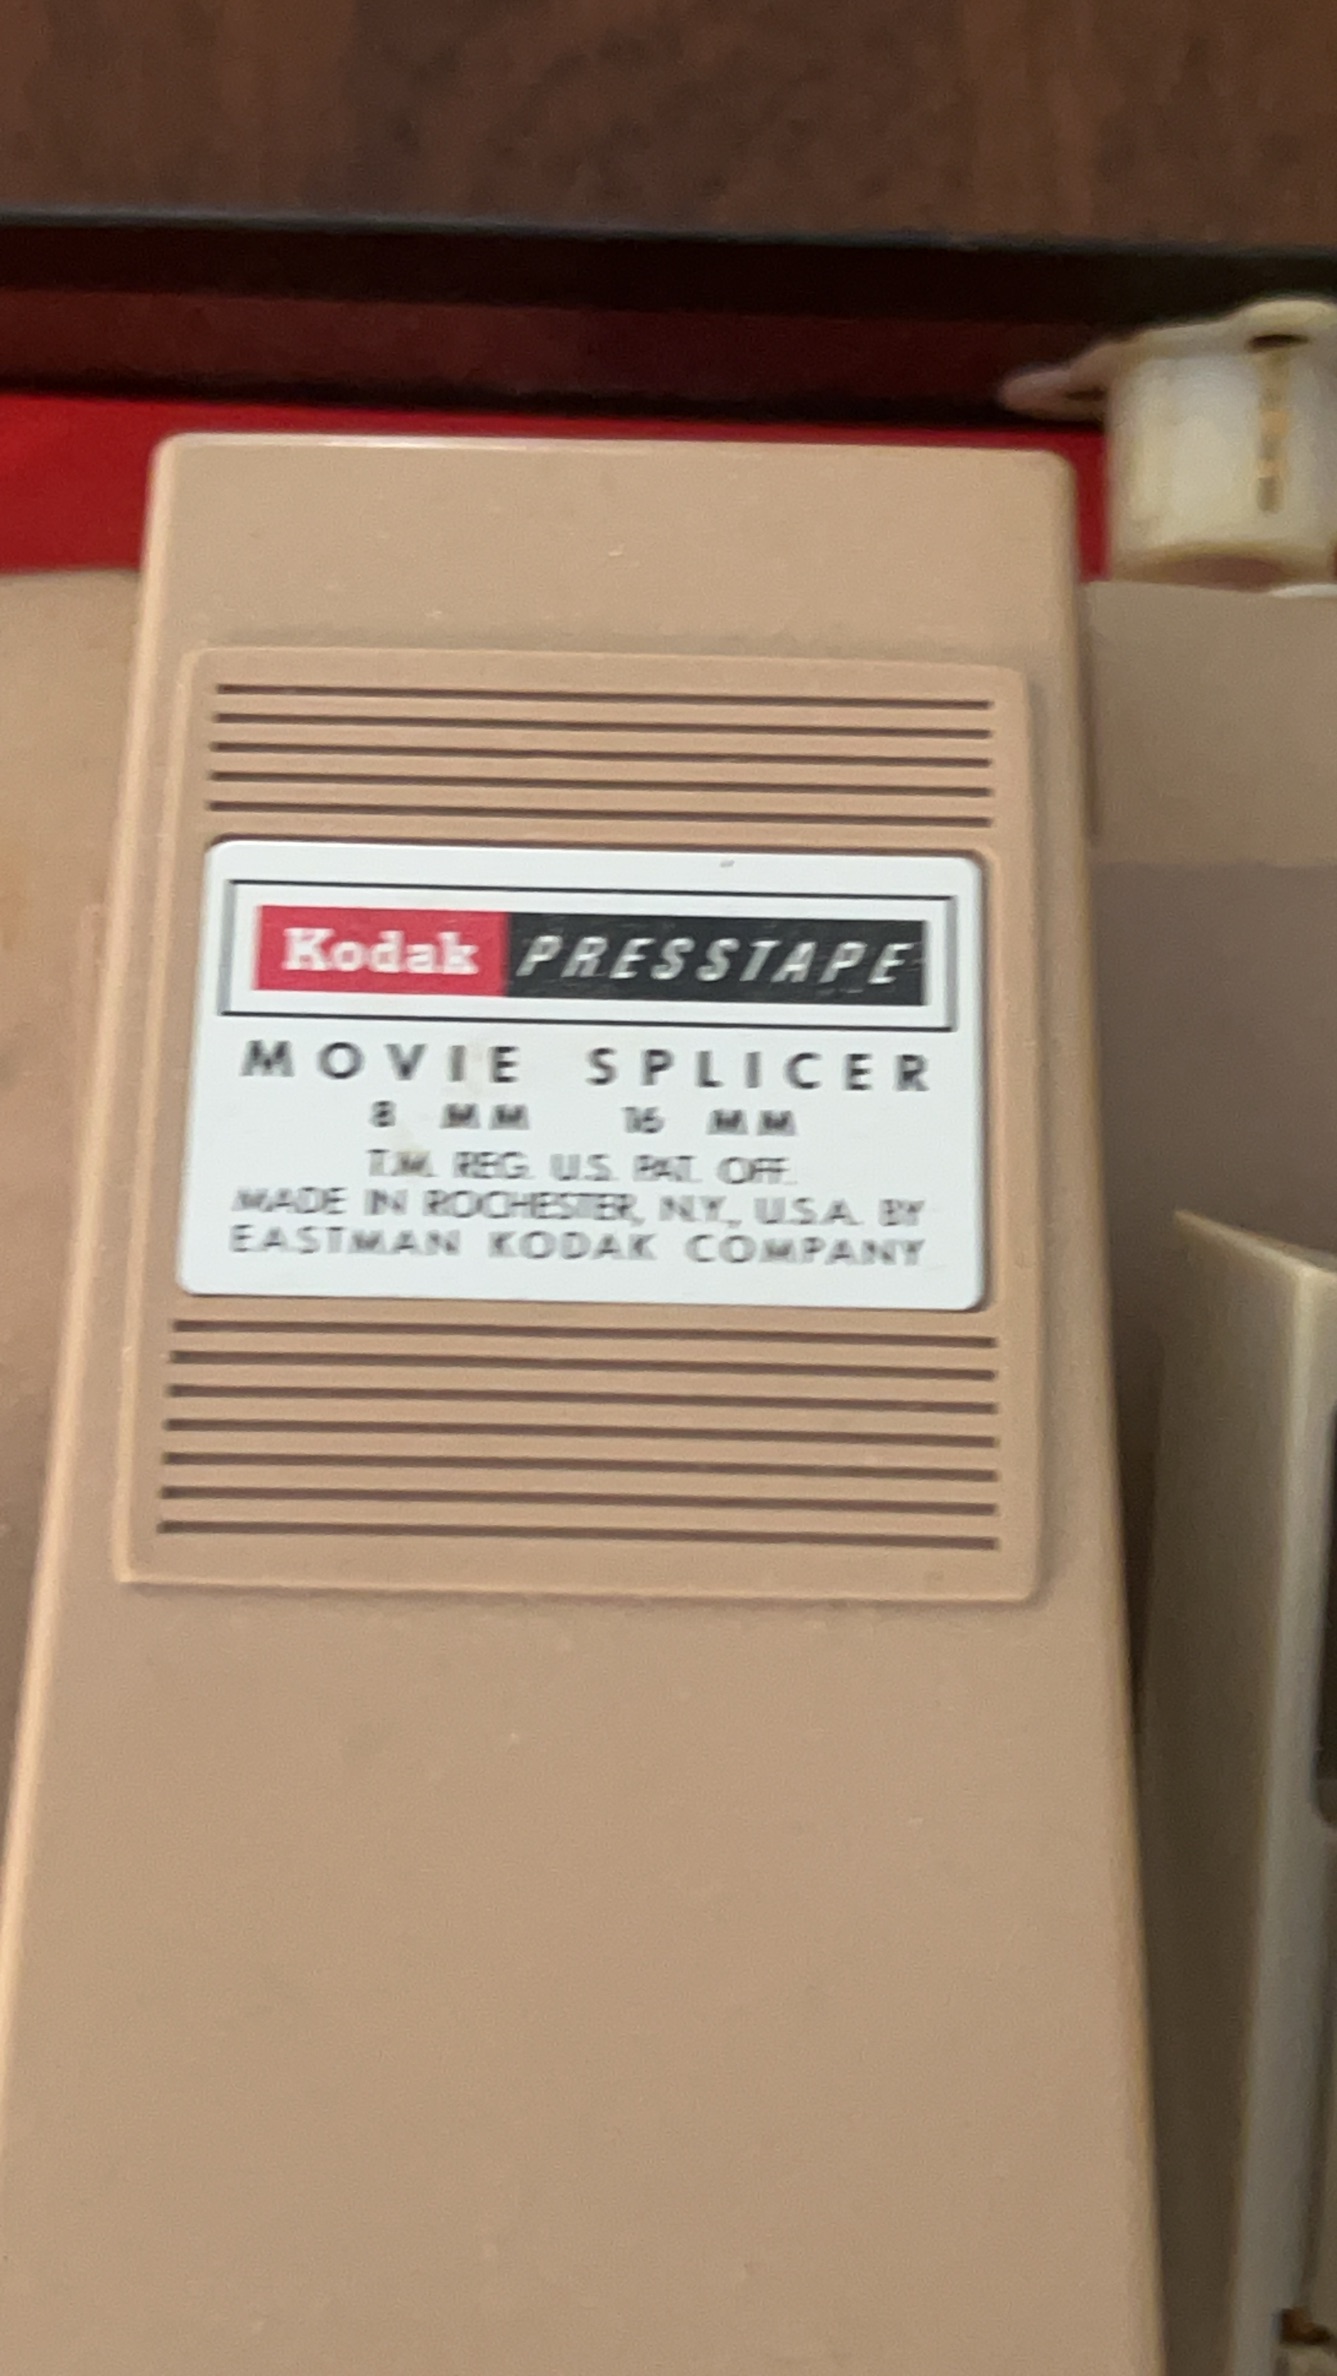 Kodak PRESSTAPE
MOVIE SPLICER
8 MM 16 MM
T.M. REG. U.S. PAT. OFF.
MADE IN ROCHESTER, N.Y., U.S.A. BY
EASTMAN KODAK COMPANY